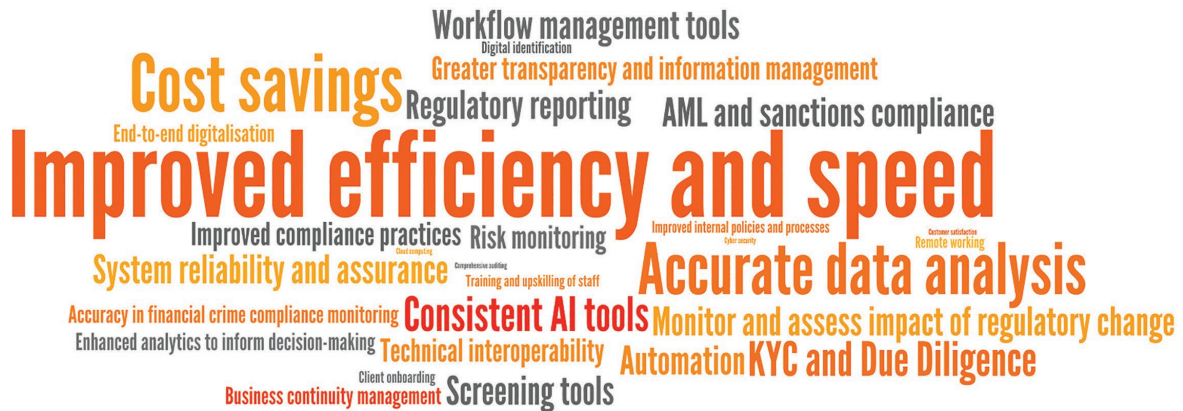 Workflow management tools
Digital identification
Cost savings
Greater transparency and information management
Regulatory reporting
AML and sanctions compliance
End-to-end digitalisation
Improved efficiency and speed
Improved compliance practices
Risk monitoring
Improved internal policies and processes
Customer satisfaction
Cyber security
Remote working
Cloud computing
System reliability and assurance
Comprehensive auditing
Training and upskilling of staff
Accurate data analysis
Accuracy in financial crime compliance monitoring
Consistent AI tools
Monitor and assess impact of regulatory change
Enhanced analytics to inform decision-making
Technical interoperability
Automation
KYC and Due Diligence
Client onboarding
Business continuity management
Screening tools